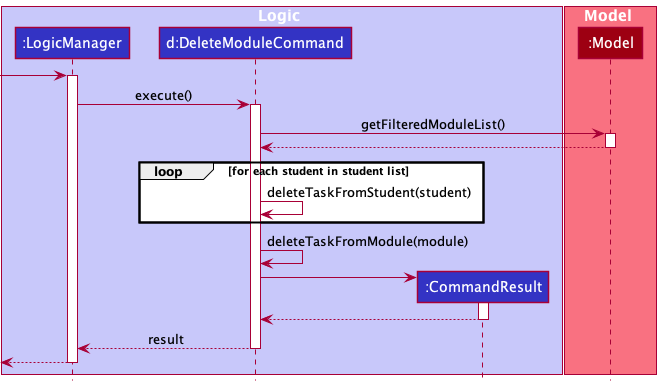 Logic
Model
:LogicManager
d:DeleteModuleCommand
:Model
execute()
getFilteredModuleList()
loop
[for each student in student list]
deleteTaskFromStudent(student)
deleteTaskFromModule(module)
:CommandResult
result